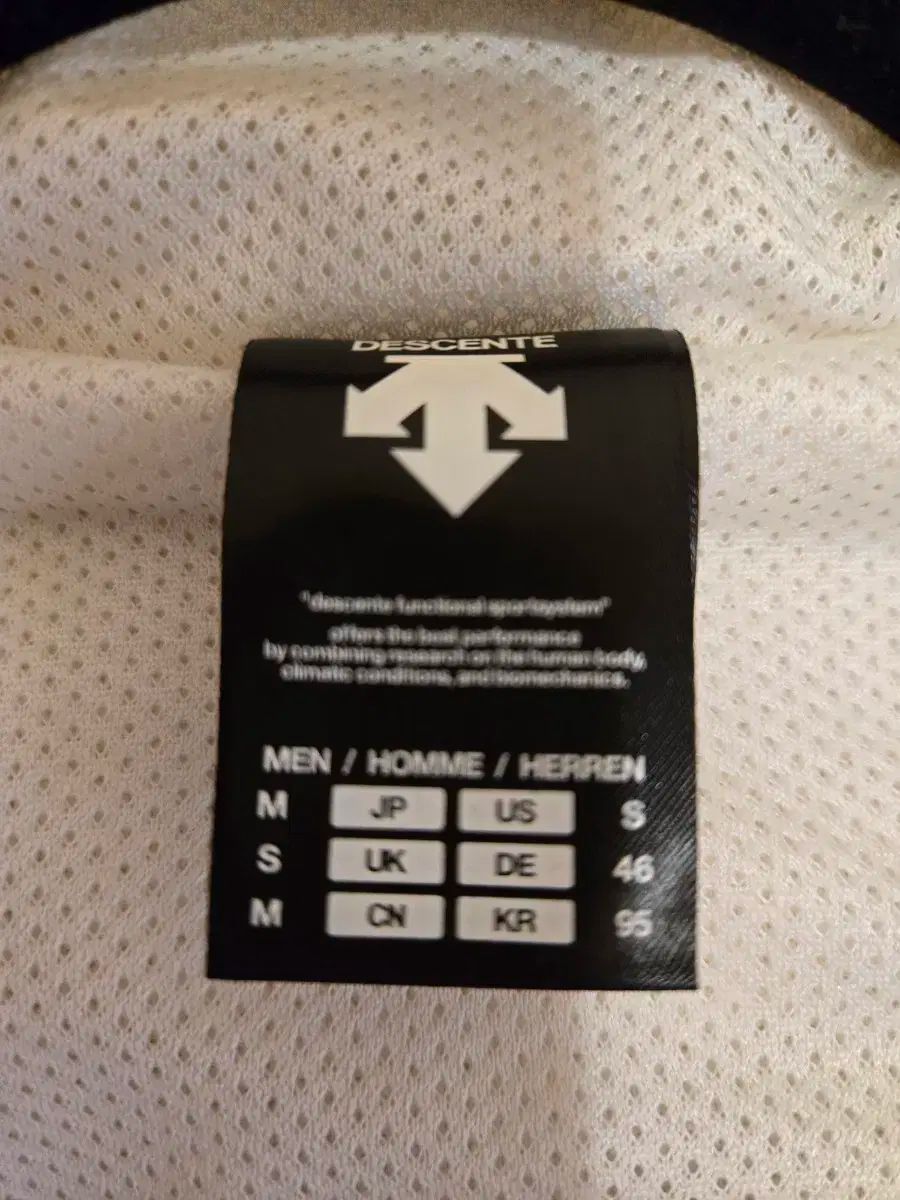 DESCENTE
"descente functional sportsystem"
offers the best performance
by combining research on the human body,
climatic conditions, and biomechanics.
MEN / HOMME / HERREN
M JP US S
S UK DE 46
M CN KR 95